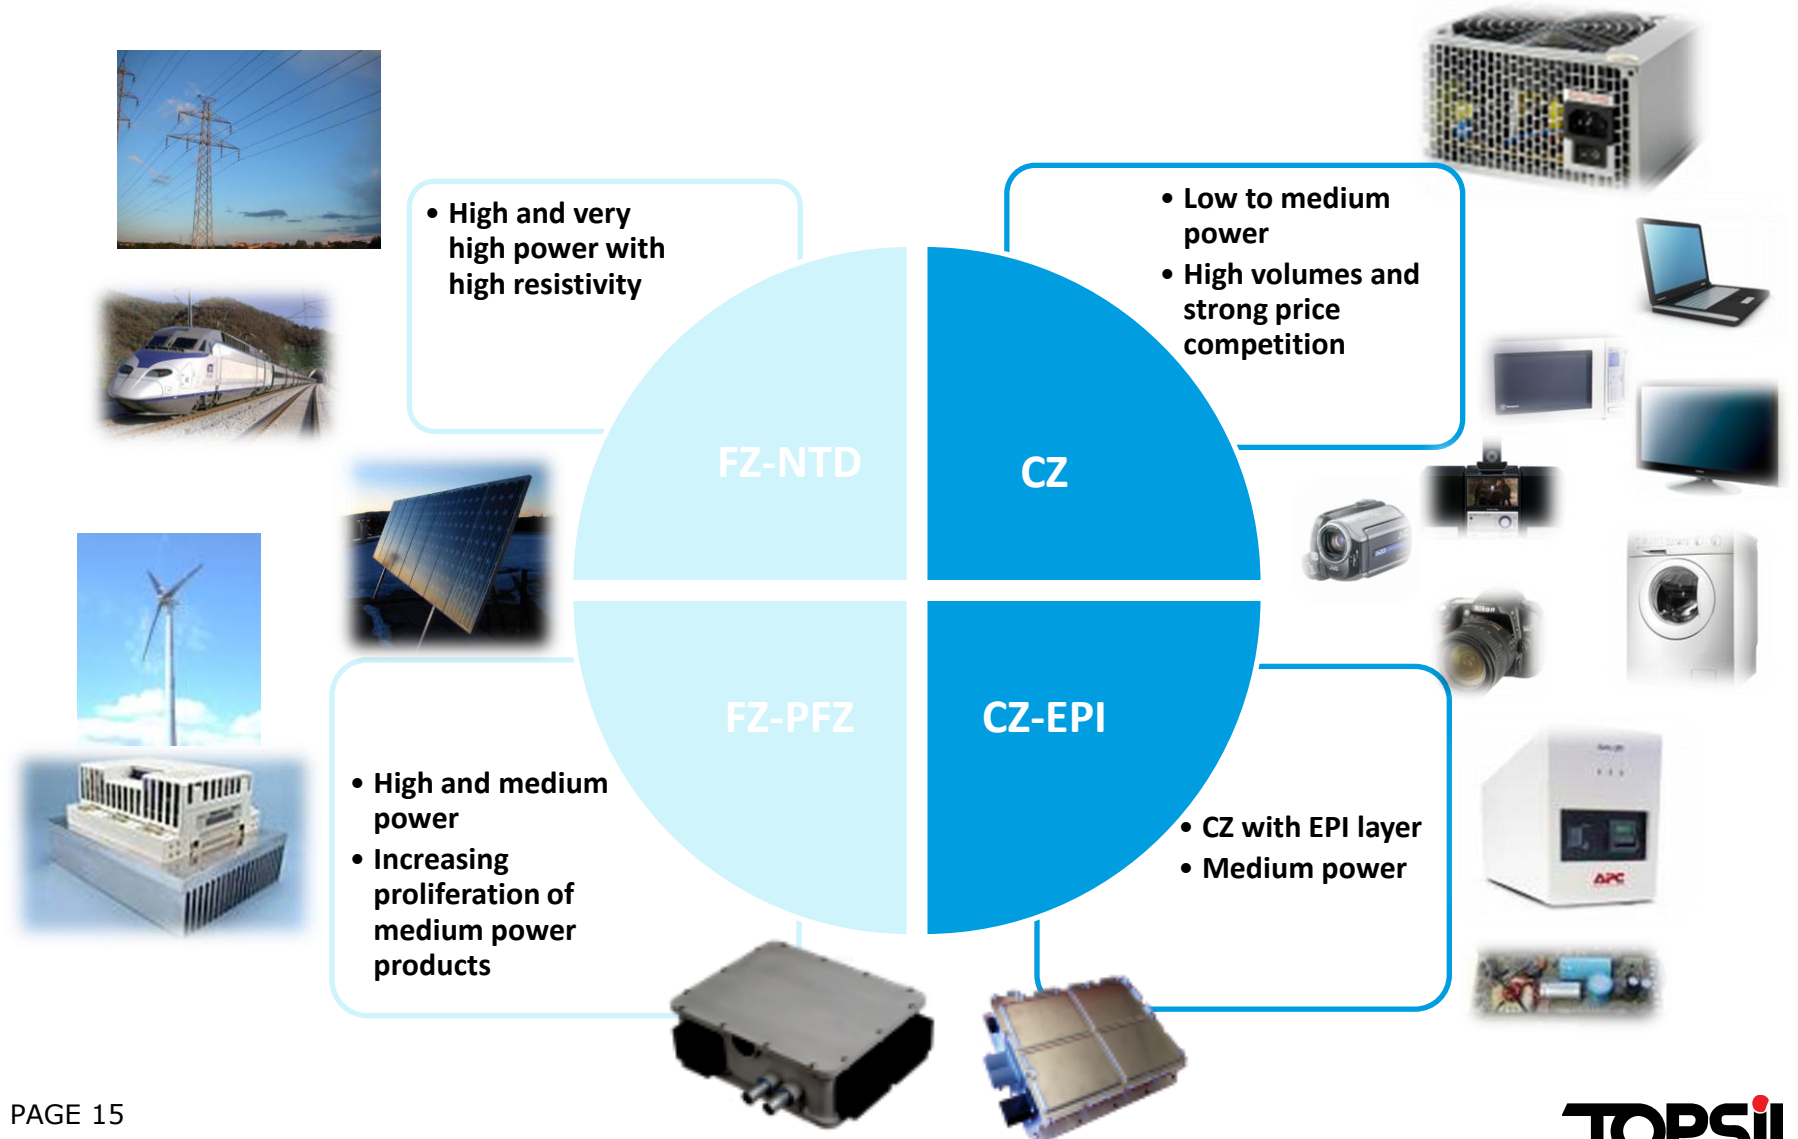 • High and very
high power with
high resistivity
• Low to medium
power
• High volumes and
strong price
competition
FZ-NTD
CZ
FZ-PFZ
CZ-EPI
• High and medium
power
• Increasing
proliferation of
medium power
products
• CZ with EPI layer
• Medium power
Nikon
APC
PAGE 15
TOPSiL